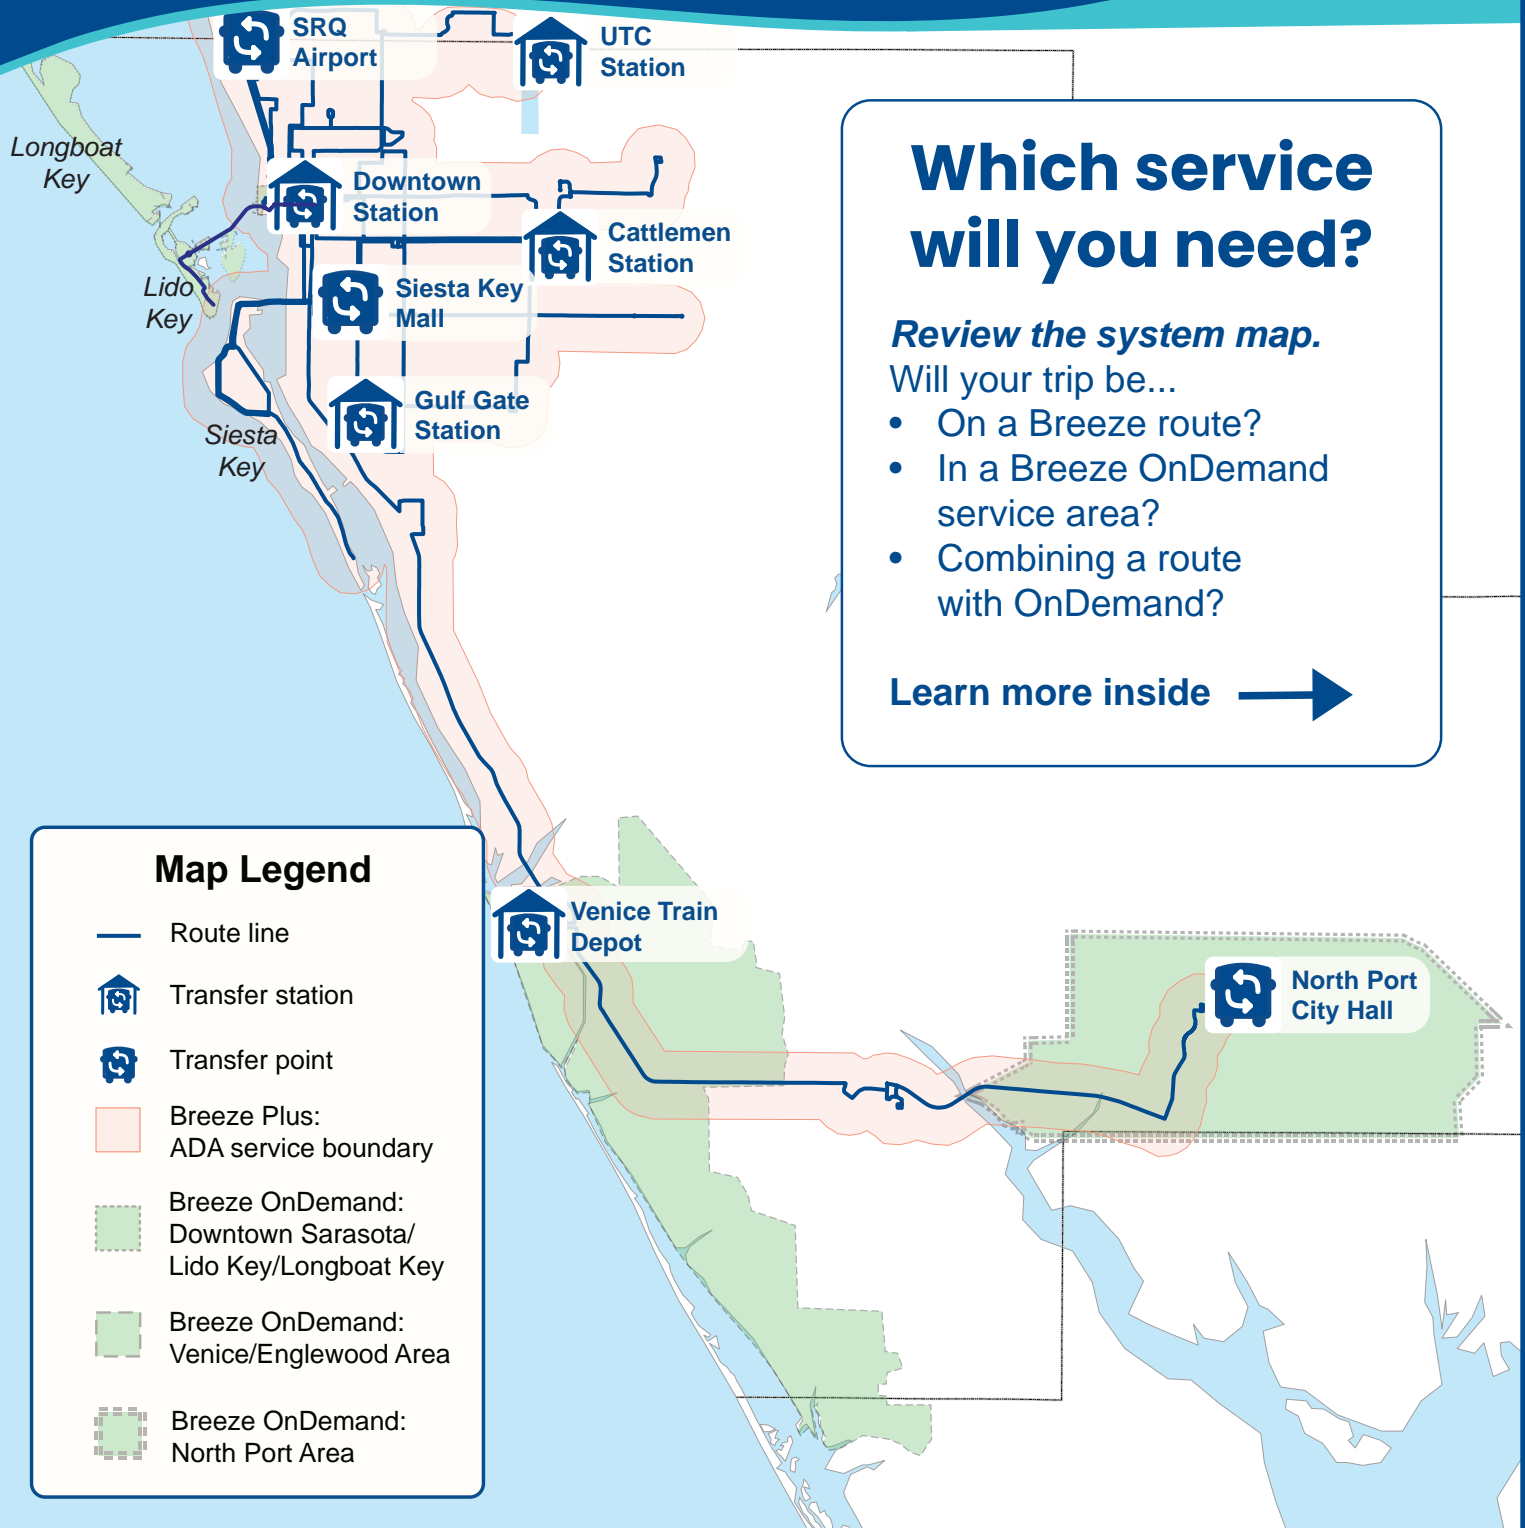 SRQ
Airport
UTC
Station
Longboat
Key
Downtown
Station
Cattlemen
Station
Lido
Key
Siesta Key
Mall
Gulf Gate
Station
Siesta
Key
Which service
will you need?
Review the system map.
Will your trip be...
• On a Breeze route?
• In a Breeze OnDemand
service area?
• Combining a route
with OnDemand?
Learn more inside
Venice Train
Depot
North Port
City Hall
Map Legend
Route line
Transfer station
Transfer point
Breeze Plus:
ADA service boundary
Breeze OnDemand:
Downtown Sarasota/
Lido Key/Longboat Key
Breeze OnDemand:
Venice/Englewood Area
Breeze OnDemand:
North Port Area